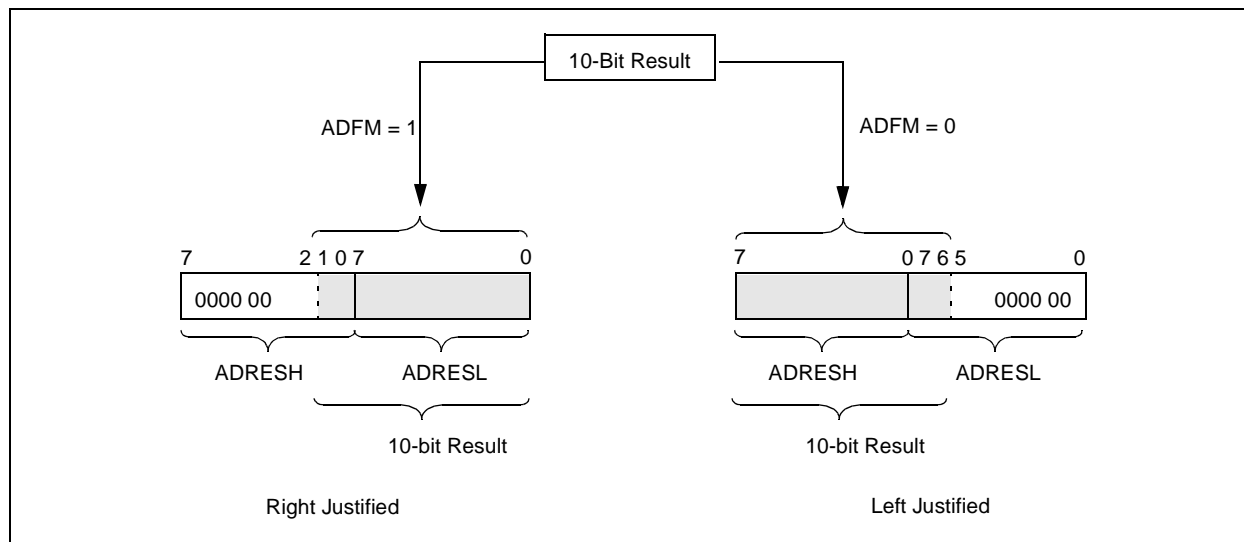 10-Bit Result
ADFM = 1
ADFM = 0
7 2 1 0 7 0
7 0 7 6 5 0
0000 00
0000 00
ADRESH ADRESL
ADRESH ADRESL
10-bit Result
10-bit Result
Right Justified
Left Justified